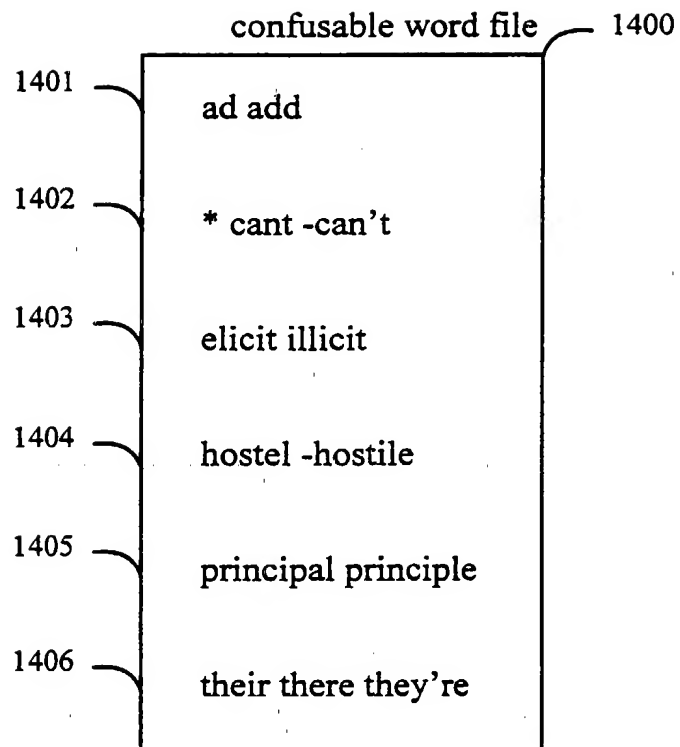 confusable word file 1400
1401 ad add
1402 * cant -can't
1403 elicit illicit
1404 hostel -hostile
1405 principal principle
1406 their there they're